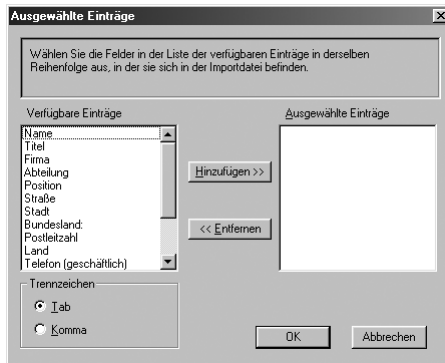 Ausgewählte Einträge
Wählen Sie die Felder in der Liste der verfügbaren Einträge in derselben
Reihenfolge aus, in der sie sich in der Importdatei befinden.
Verfügbare Einträge
Ausgewählte Einträge
Name
Titel
Firma
Abteilung
Position
Straße
Stadt
Bundesland:
Postleitzahl
Land
Telefon (geschäftlich)
Hinzufügen >>
<< Entfernen
Trennzeichen
Tab
Komma
OK
Abbrechen